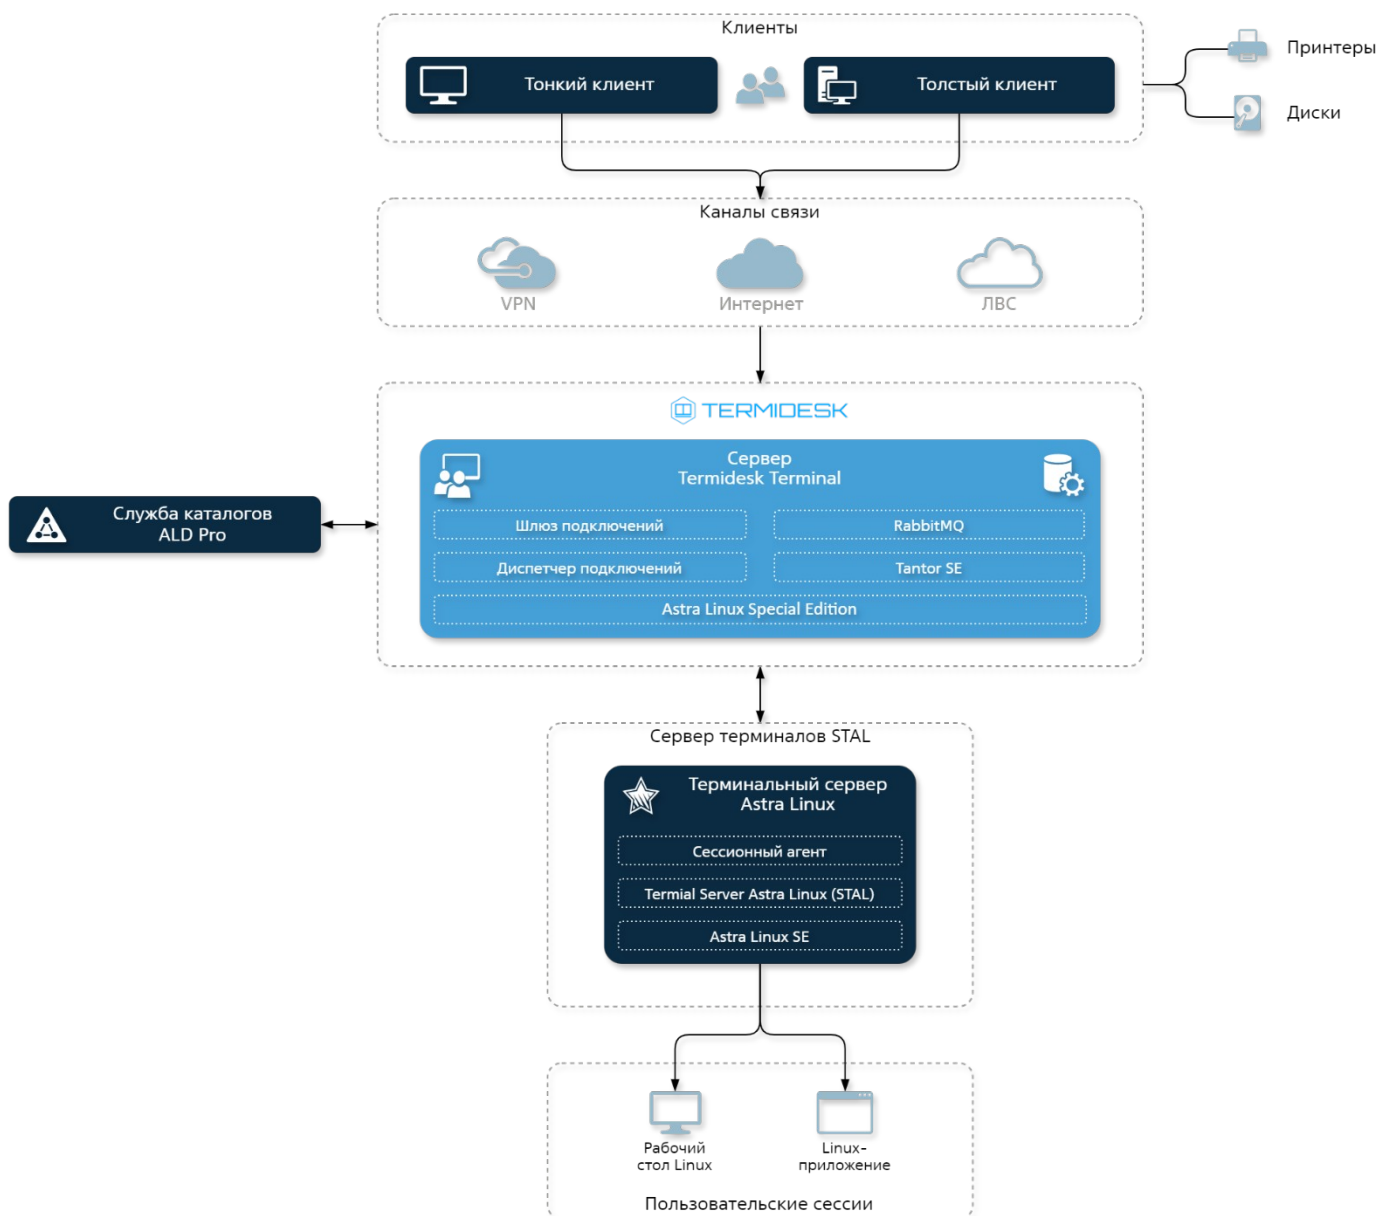 Клиенты
Тонкий клиент
Толстый клиент
Принтеры
Диски
Каналы связи
VPN
Интернет
ЛВС
TERMIDESK
Сервер
Termidesk Terminal
Шлюз подключений
RabbitMQ
Диспетчер подключений
Tantor SE
Astra Linux Special Edition
Служба каталогов
ALD Pro
Сервер терминалов STAL
Терминальный сервер
Astra Linux
Сессионный агент
Termial Server Astra Linux (STAL)
Astra Linux SE
Рабочий
стол Linux
Linux-
приложение
Пользовательские сессии